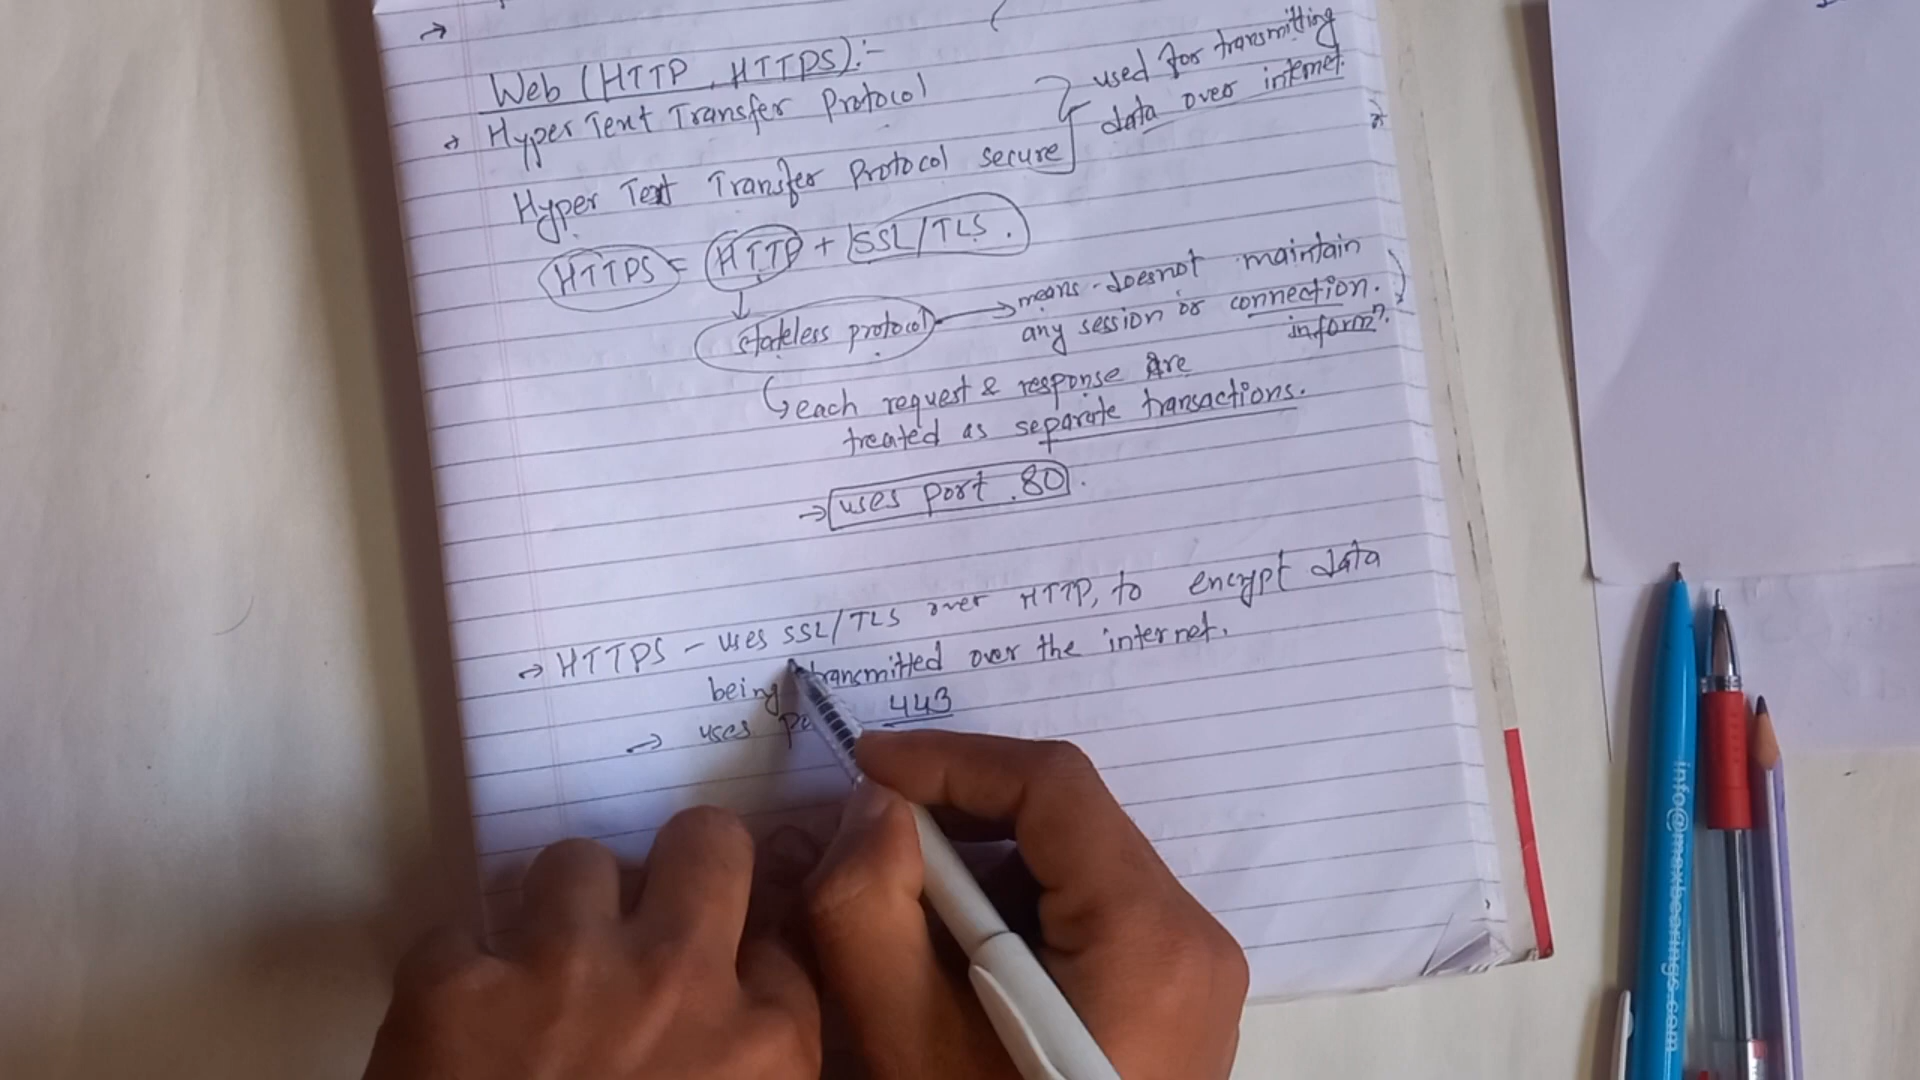 Web (HTTP, HTTPS):-
Hyper Text Transfer Protocol
Hyper Text Transfer Protocol secure
used for transmitting
data over internet.
HTTPS = HTTP + SSL/TLS.
stateless protocol
means - doesnot maintain
any session or connection.
inform^n.
each request & response Are
treated as separate transactions.
uses port .80.
HTTPS - uses SSL/TLS over HTTP, to encrypt data
being transmitted over the internet.
uses 443
info@maxbearings.com